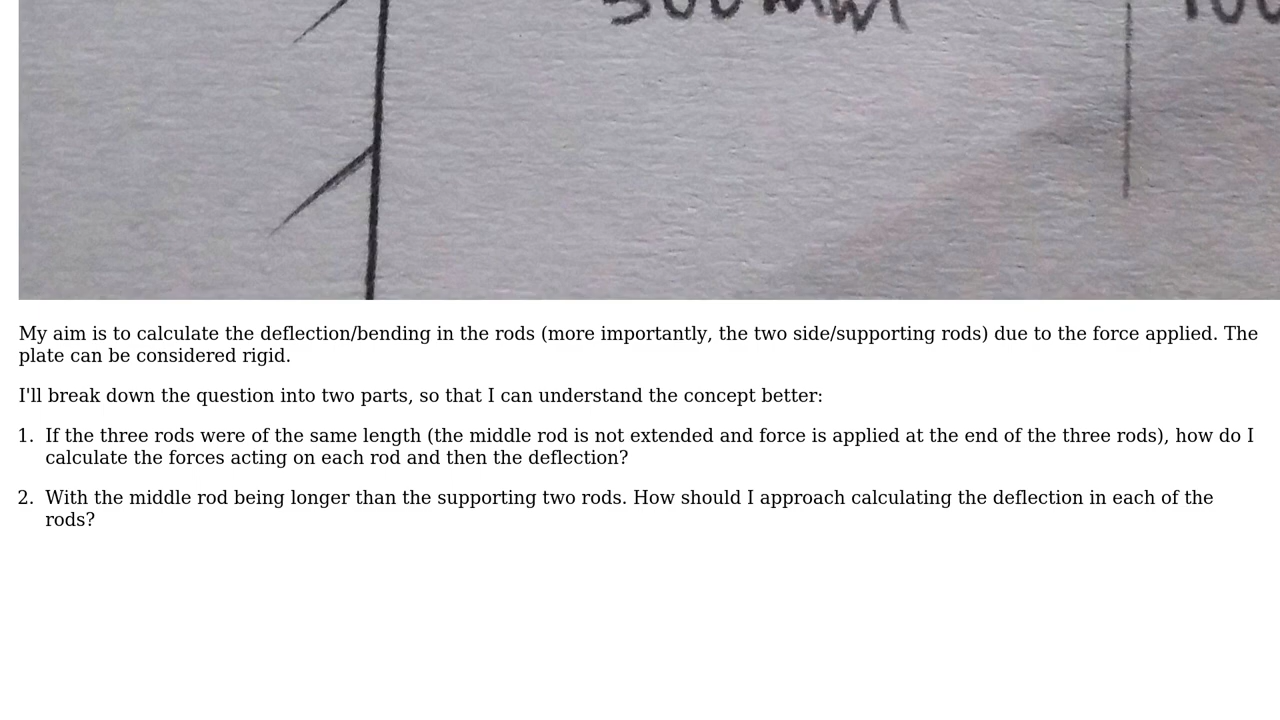 My aim is to calculate the deflection/bending in the rods (more importantly, the two side/supporting rods) due to the force applied. The
plate can be considered rigid.
I'll break down the question into two parts, so that I can understand the concept better:
1. If the three rods were of the same length (the middle rod is not extended and force is applied at the end of the three rods), how do I
calculate the forces acting on each rod and then the deflection?
2. With the middle rod being longer than the supporting two rods. How should I approach calculating the deflection in each of the
rods?